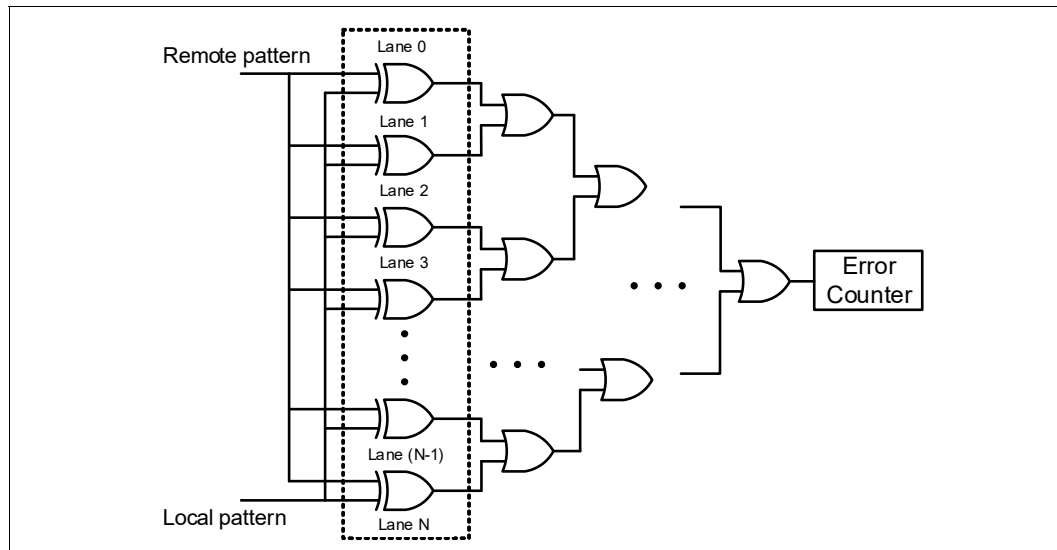 Lane 0
Remote pattern
Lane 1
Lane 2
Lane 3
Error
Counter
Lane (N-1)
Local pattern
Lane N